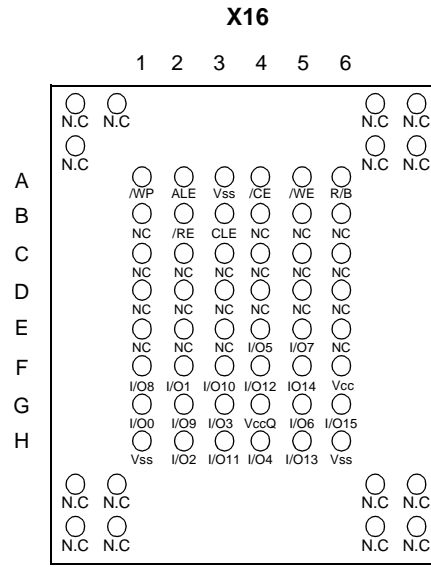 X16
1 2 3 4 5 6
N.C N.C N.C N.C
N.C N.C N.C
A
/WP ALE Vss /CE /WE R/B
B
NC /RE CLE NC NC NC
C
NC NC NC NC NC NC
D
NC NC NC NC NC NC
E
NC NC NC I/O5 I/O7 NC
F
I/O8 I/O1 I/O10 I/O12 IO14 Vcc
G
I/O0 I/O9 I/O3 VccQ I/O6 I/O15
H
Vss I/O2 I/O11 I/O4 I/O13 Vss
N.C N.C N.C N.C
N.C N.C N.C N.C